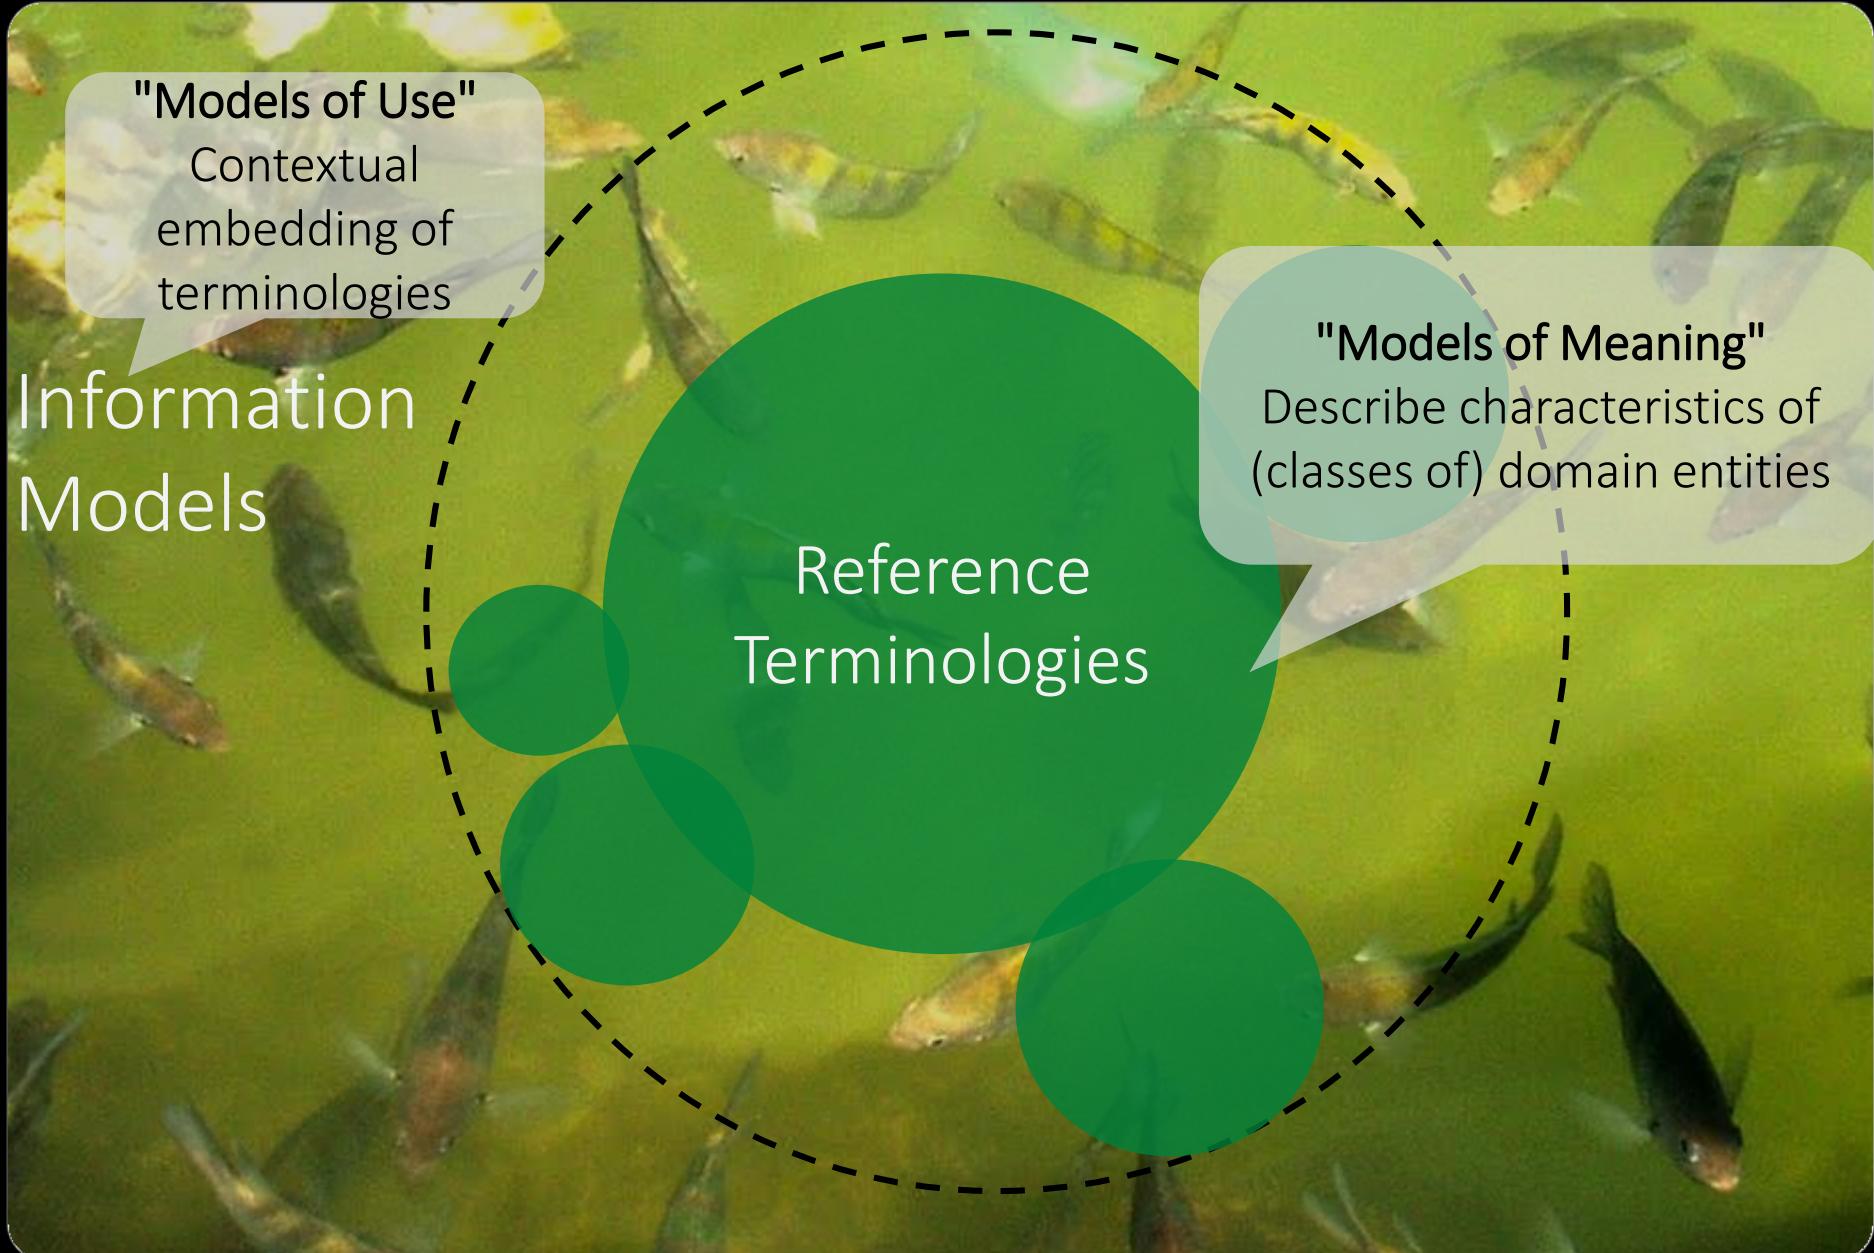 "Models of Use"
Contextual
embedding of
terminologies
Information
Models
"Models of Meaning"
Describe characteristics of
(classes of) domain entities
Reference
Terminologies